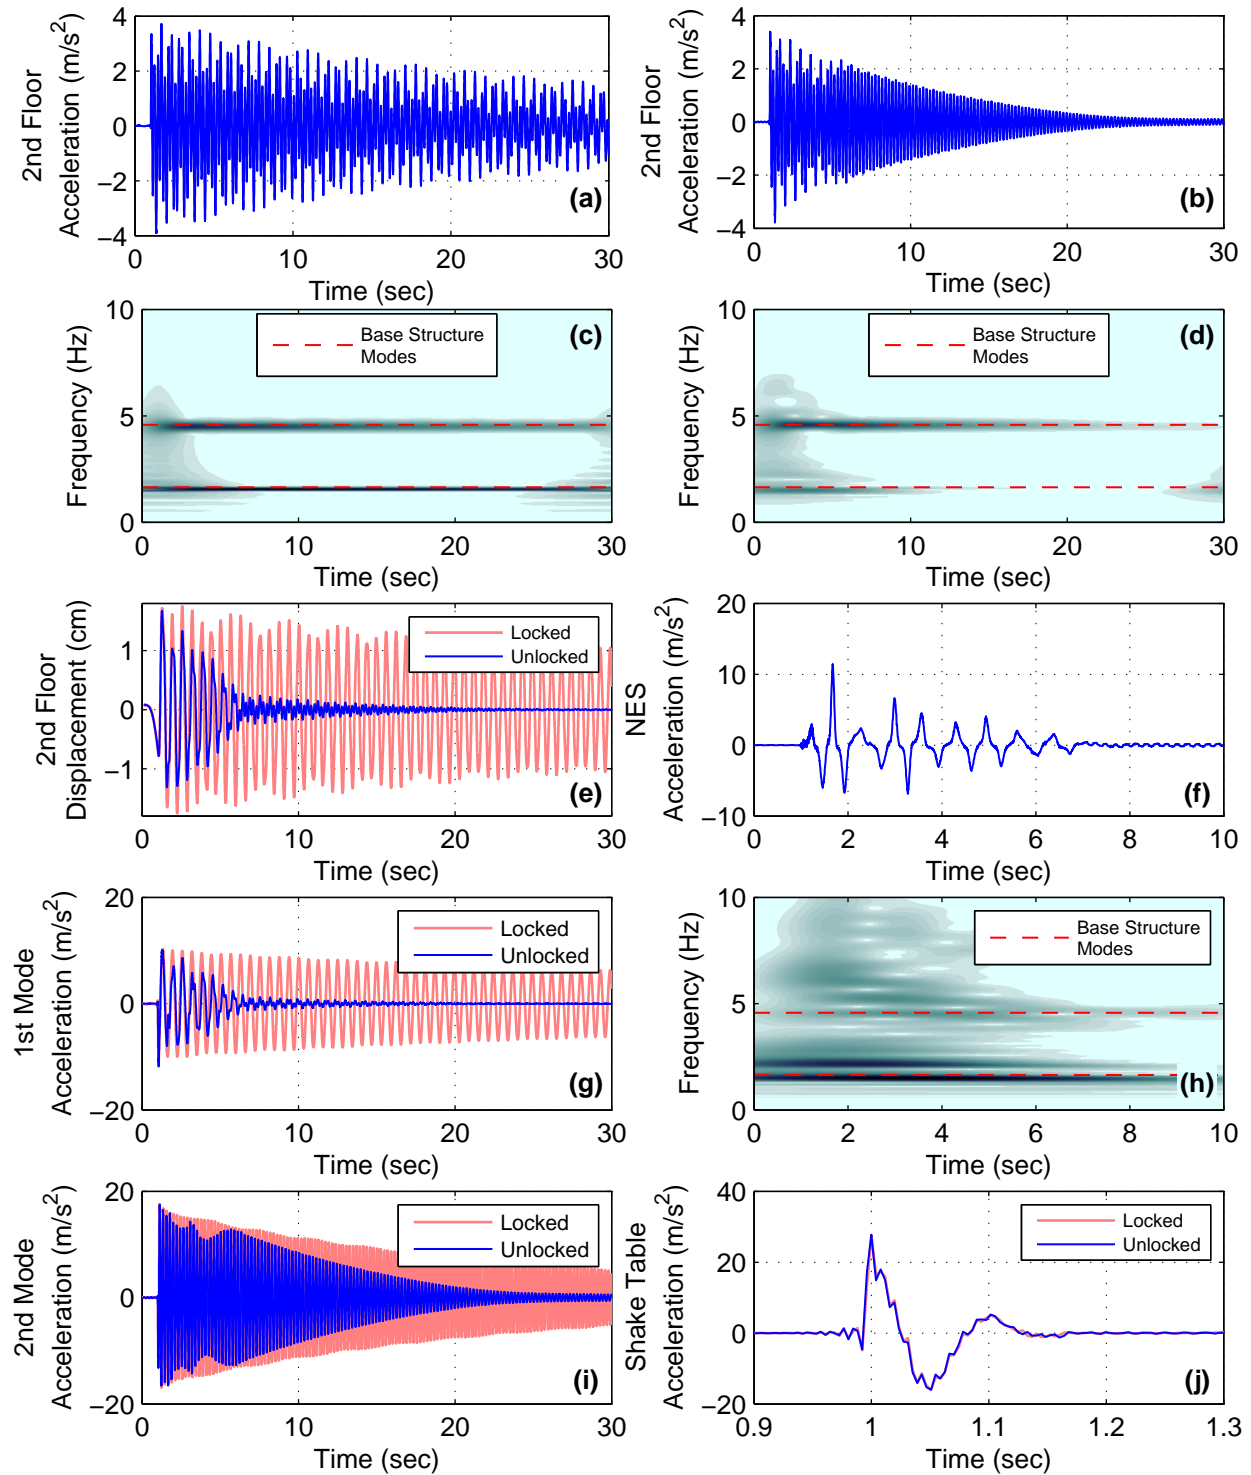 2nd Floor
Acceleration (m/s²)
4
2
0
−2
−4
0
10
20
30
Time (sec)
(a)
2nd Floor
Acceleration (m/s²)
4
2
0
−2
−4
0
10
20
30
Time (sec)
(b)
Frequency (Hz)
10
5
0
0
10
20
30
Time (sec)
Base Structure
Modes
(c)
Frequency (Hz)
10
5
0
0
10
20
30
Time (sec)
Base Structure
Modes
(d)
2nd Floor
Displacement (cm)
1
0
−1
0
10
20
30
Time (sec)
Locked
Unlocked
(e)
NES
Acceleration (m/s²)
20
10
0
−10
0
2
4
6
8
10
Time (sec)
(f)
1st Mode
Acceleration (m/s²)
20
0
−20
0
10
20
30
Time (sec)
Locked
Unlocked
(g)
Frequency (Hz)
10
5
0
0
2
4
6
8
10
Time (sec)
Base Structure
Modes
(h)
2nd Mode
Acceleration (m/s²)
20
0
−20
0
10
20
30
Time (sec)
Locked
Unlocked
(i)
Shake Table
Acceleration (m/s²)
40
20
0
−20
0.9
1
1.1
1.2
1.3
Time (sec)
Locked
Unlocked
(j)